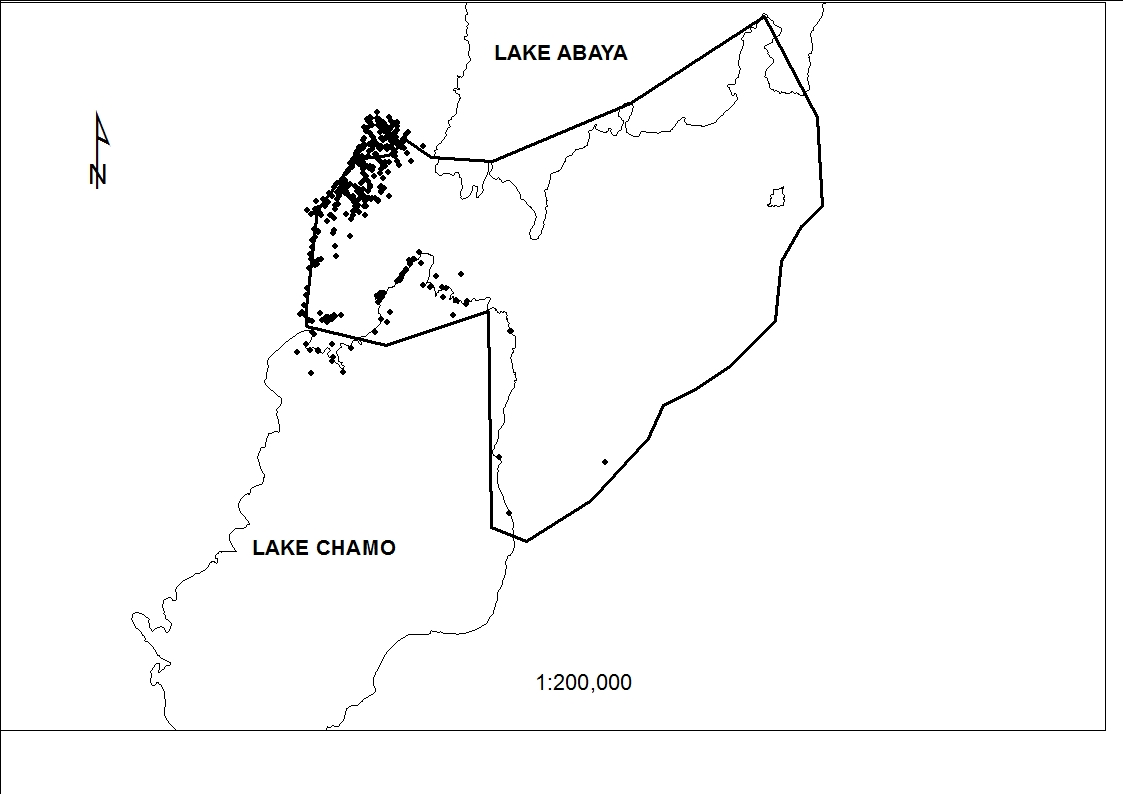 LAKE ABAYA
N
LAKE CHAMO
1:200,000